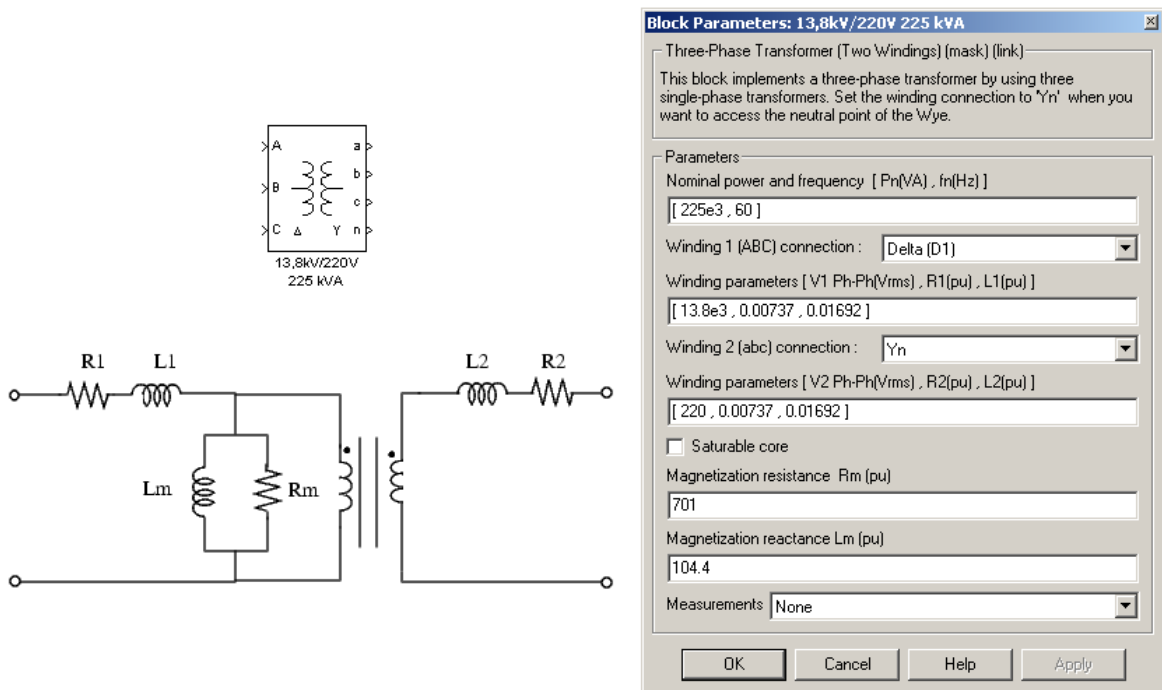 A a
b
B
c
C Δ Y n
13,8kV/220V
225 kVA
R1 L1 L2 R2
Lm Rm
Block Parameters: 13,8kV/220V 225 kVA
Three-Phase Transformer (Two Windings) (mask) (link)
This block implements a three-phase transformer by using three
single-phase transformers. Set the winding connection to 'Yn' when you
want to access the neutral point of the Wye.
Parameters
Nominal power and frequency [ Pn(VA) , fn(Hz) ]
[ 225e3 , 60 ]
Winding 1 (ABC) connection : Delta (D1)
Winding parameters [ V1 Ph-Ph(Vrms) , R1(pu) , L1(pu) ]
[ 13.8e3 , 0.00737 , 0.01692 ]
Winding 2 (abc) connection : Yn
Winding parameters [ V2 Ph-Ph(Vrms) , R2(pu) , L2(pu) ]
[ 220 , 0.00737 , 0.01692 ]
Saturable core
Magnetization resistance Rm (pu)
701
Magnetization reactance Lm (pu)
104.4
Measurements None
OK Cancel Help Apply